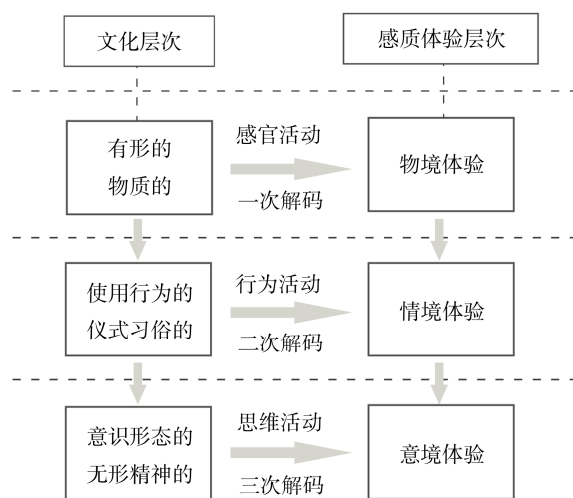 文化层次
感质体验层次
有形的
物质的
感官活动
一次解码
物境体验
使用行为的
仪式习俗的
行为活动
二次解码
情境体验
意识形态的
无形精神的
思维活动
三次解码
意境体验